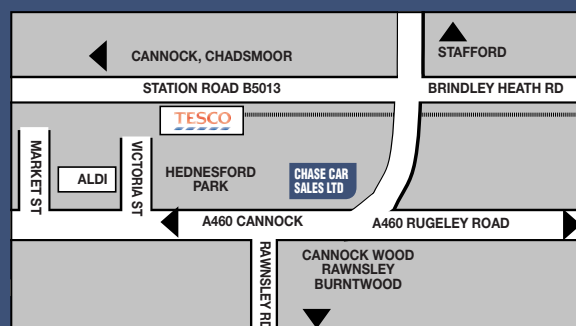 CANNOCK, CHADSMOOR
STAFFORD
STATION ROAD B5013
BRINDLEY HEATH RD
TESCO
MARKET ST
ALDI
VICTORIA ST
HEDNESFORD
PARK
CHASE CAR
SALES LTD
A460 CANNOCK
A460 RUGELEY ROAD
RAWNSLEY RD
CANNOCK WOOD
RAWNSLEY
BURNTWOOD